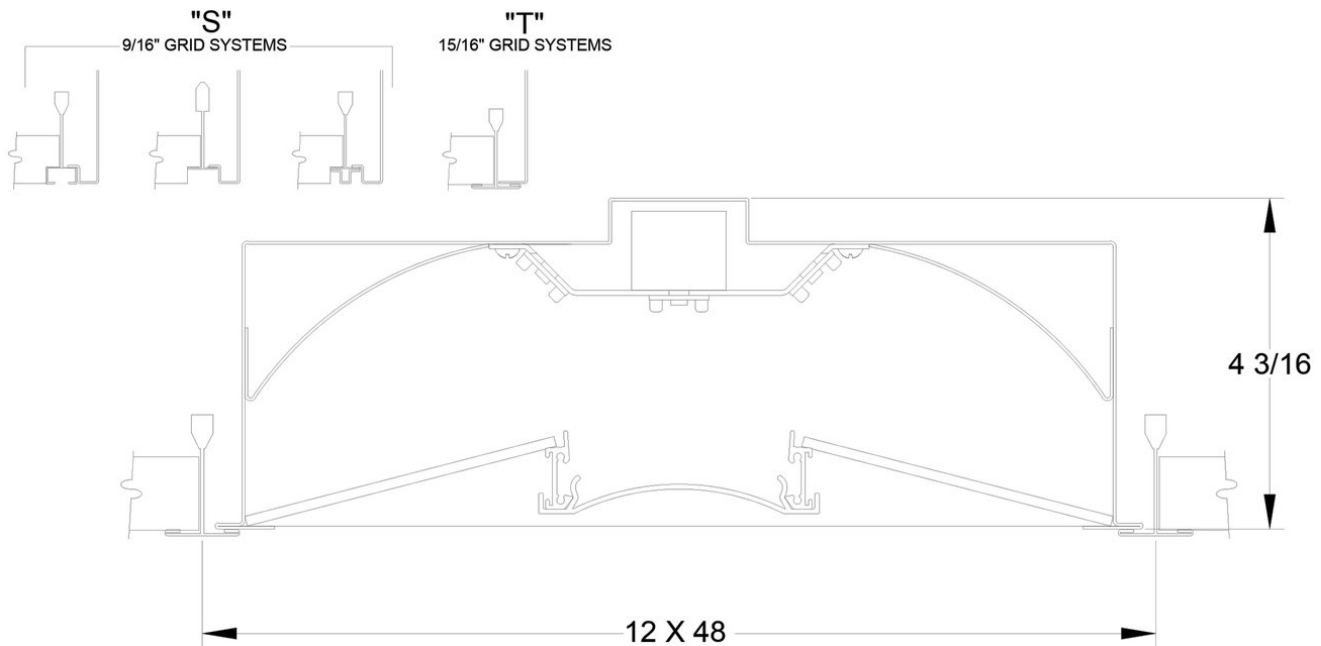 "S"
9/16" GRID SYSTEMS
"T"
15/16" GRID SYSTEMS
4 3/16
12 X 48